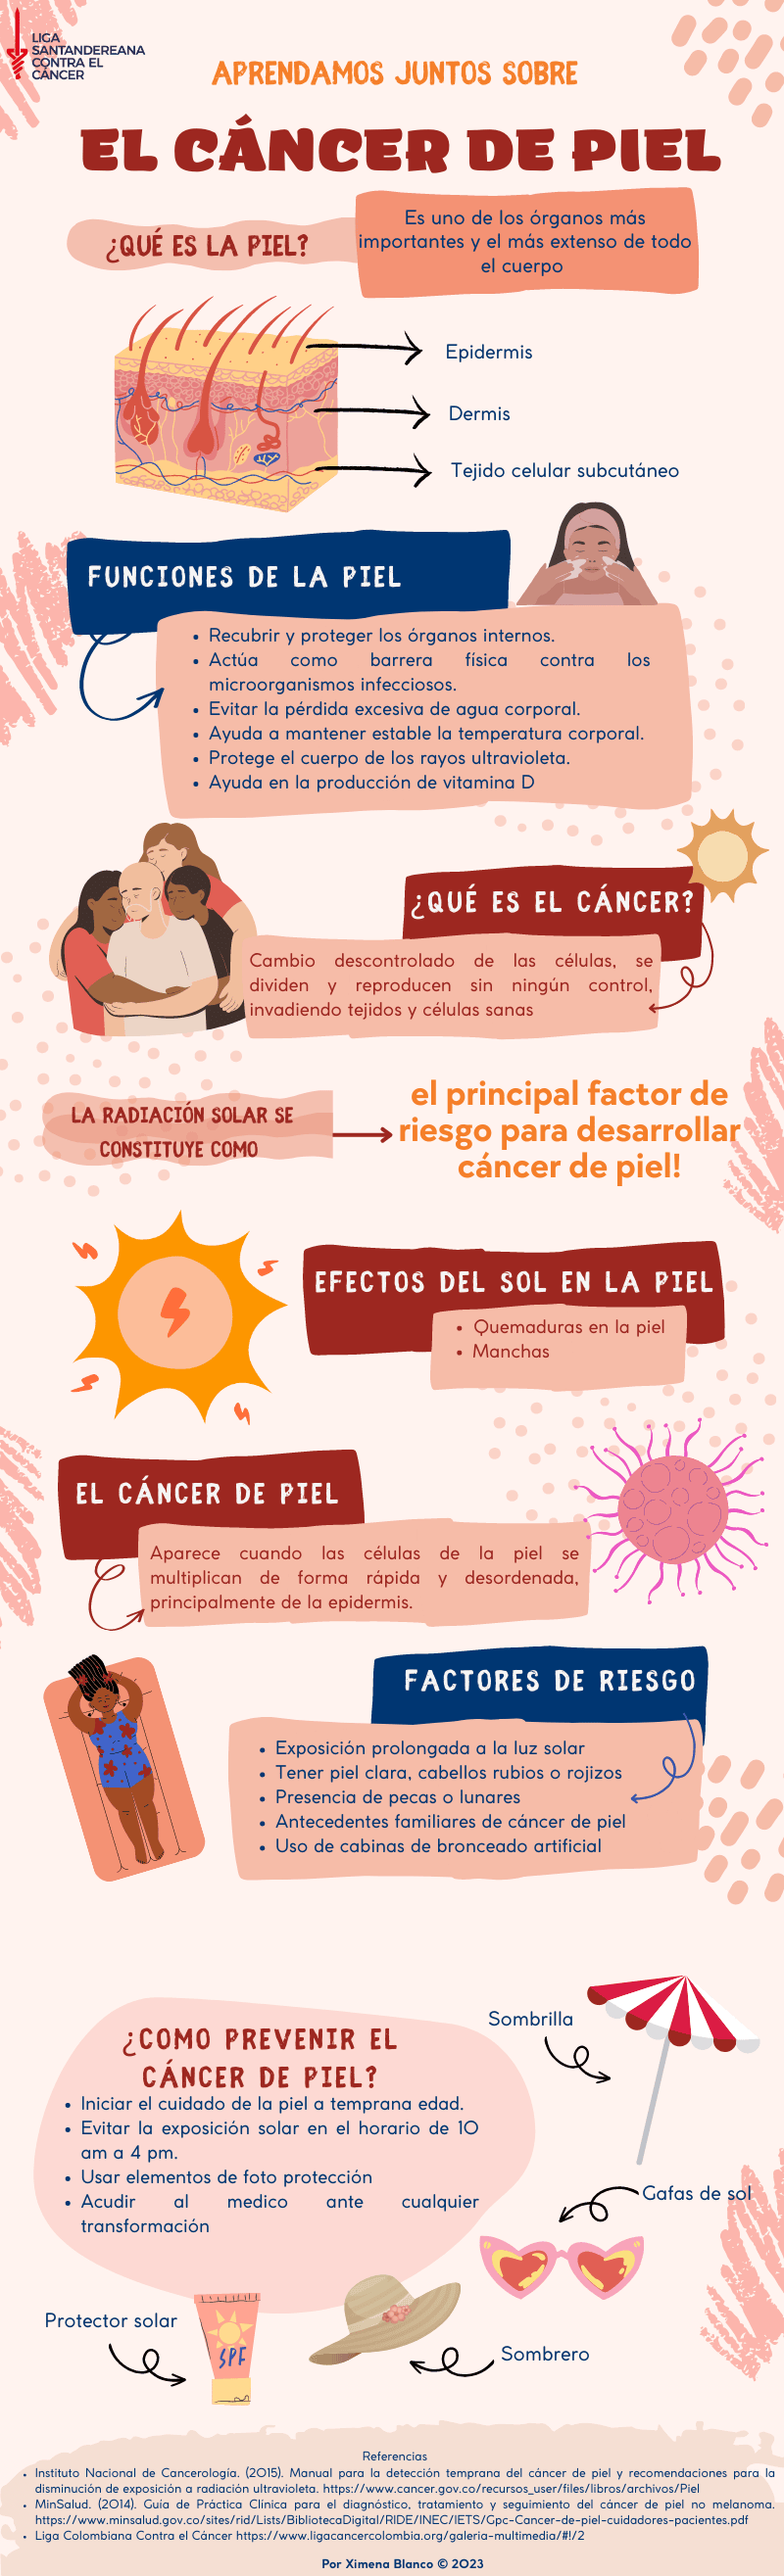 LIGA
SANTANDEREANA
CONTRA EL
CÁNCER
APRENDAMOS JUNTOS SOBRE
EL CÁNCER DE PIEL
¿QUÉ ES LA PIEL?
Es uno de los órganos más
importantes y el más extenso de todo
el cuerpo
Epidermis
Dermis
Tejido celular subcutáneo
FUNCIONES DE LA PIEL
• Recubrir y proteger los órganos internos.
• Actúa como barrera física contra los
microorganismos infecciosos.
• Evitar la pérdida excesiva de agua corporal.
• Ayuda a mantener estable la temperatura corporal.
• Protege el cuerpo de los rayos ultravioleta.
• Ayuda en la producción de vitamina D
¿QUÉ ES EL CÁNCER?
Cambio descontrolado de las células, se
dividen y reproducen sin ningún control,
invadiendo tejidos y células sanas
LA RADIACIÓN SOLAR SE
CONSTITUYE COMO
el principal factor de
riesgo para desarrollar
cáncer de piel!
EFECTOS DEL SOL EN LA PIEL
• Quemaduras en la piel
• Manchas
EL CÁNCER DE PIEL
Aparece cuando las células de la piel se
multiplican de forma rápida y desordenada,
principalmente de la epidermis.
FACTORES DE RIESGO
• Exposición prolongada a la luz solar
• Tener piel clara, cabellos rubios o rojizos
• Presencia de pecas o lunares
• Antecedentes familiares de cáncer de piel
• Uso de cabinas de bronceado artificial
¿COMO PREVENIR EL
CÁNCER DE PIEL?
• Iniciar el cuidado de la piel a temprana edad.
• Evitar la exposición solar en el horario de 10
am a 4 pm.
• Usar elementos de foto protección
• Acudir al medico ante cualquier
transformación
Sombrilla
Gafas de sol
Protector solar
SPF
Sombrero
Referencias
• Instituto Nacional de Cancerología. (2015). Manual para la detección temprana del cáncer de piel y recomendaciones para la
disminución de exposición a radiación ultravioleta. https://www.cancer.gov.co/recursos_user/files/libros/archivos/Piel
• MinSalud. (2014). Guía de Práctica Clínica para el diagnóstico, tratamiento y seguimiento del cáncer de piel no melanoma.
https://www.minsalud.gov.co/sites/rid/Lists/BibliotecaDigital/RIDE/INEC/IETS/Gpc-Cancer-de-piel-cuidadores-pacientes.pdf
• Liga Colombiana Contra el Cáncer https://www.ligacancercolombia.org/galeria-multimedia/#!/2
Por Ximena Blanco © 2023